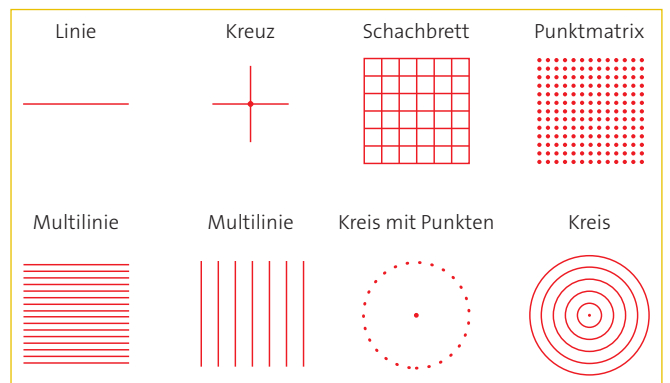 Linie
Kreuz
Schachbrett
Punktmatrix
Multilinie
Multilinie
Kreis mit Punkten
Kreis